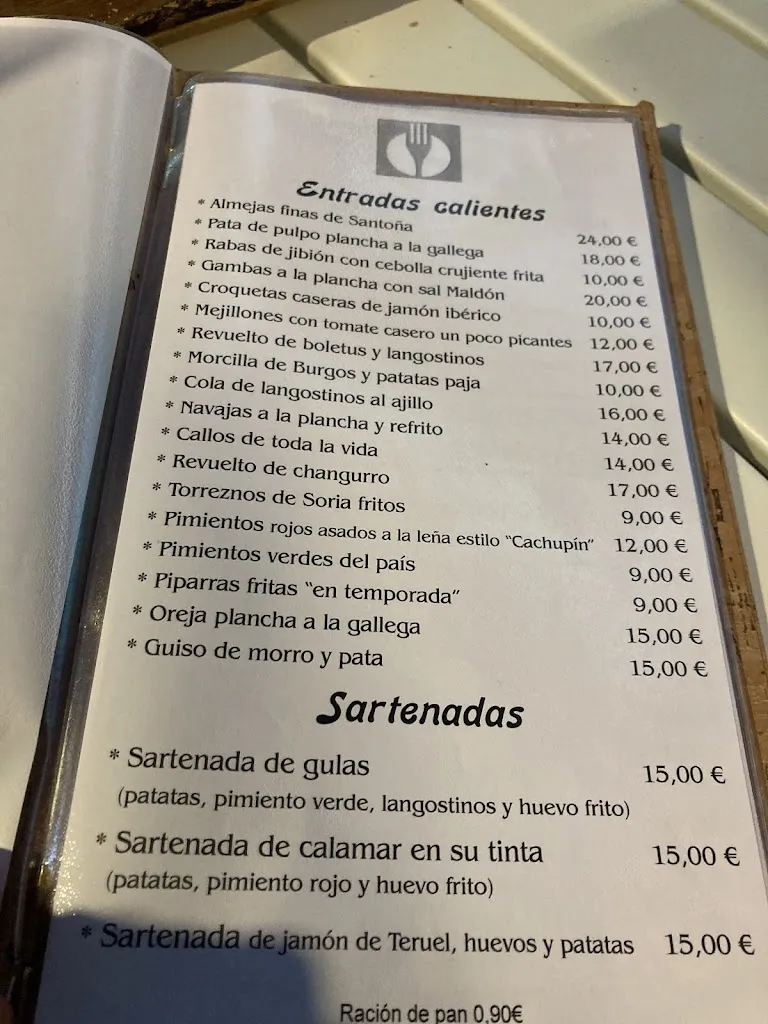 Entradas calientes
* Almejas finas de Santoña 24,00 €
* Pata de pulpo plancha a la gallega 18,00 €
* Rabas de jibión con cebolla crujiente frita 10,00 €
* Gambas a la plancha con sal Maldón 20,00 €
* Croquetas caseras de jamón ibérico 10,00 €
* Mejillones con tomate casero un poco picantes 12,00 €
* Revuelto de boletus y langostinos 17,00 €
* Morcilla de Burgos y patatas paja 10,00 €
* Cola de langostinos al ajillo 16,00 €
* Navajas a la plancha y refrito 14,00 €
* Callos de toda la vida 14,00 €
* Revuelto de changurro 17,00 €
* Torreznos de Soria fritos 9,00 €
* Pimientos rojos asados a la leña estilo "Cachupín" 12,00 €
* Pimientos verdes del país 9,00 €
* Piparras fritas "en temporada" 9,00 €
* Oreja plancha a la gallega 15,00 €
* Guiso de morro y pata 15,00 €
Sartenadas
* Sartenada de gulas 15,00 €
(patatas, pimiento verde, langostinos y huevo frito)
* Sartenada de calamar en su tinta 15,00 €
(patatas, pimiento rojo y huevo frito)
* Sartenada de jamón de Teruel, huevos y patatas 15,00 €
Ración de pan 0,90€